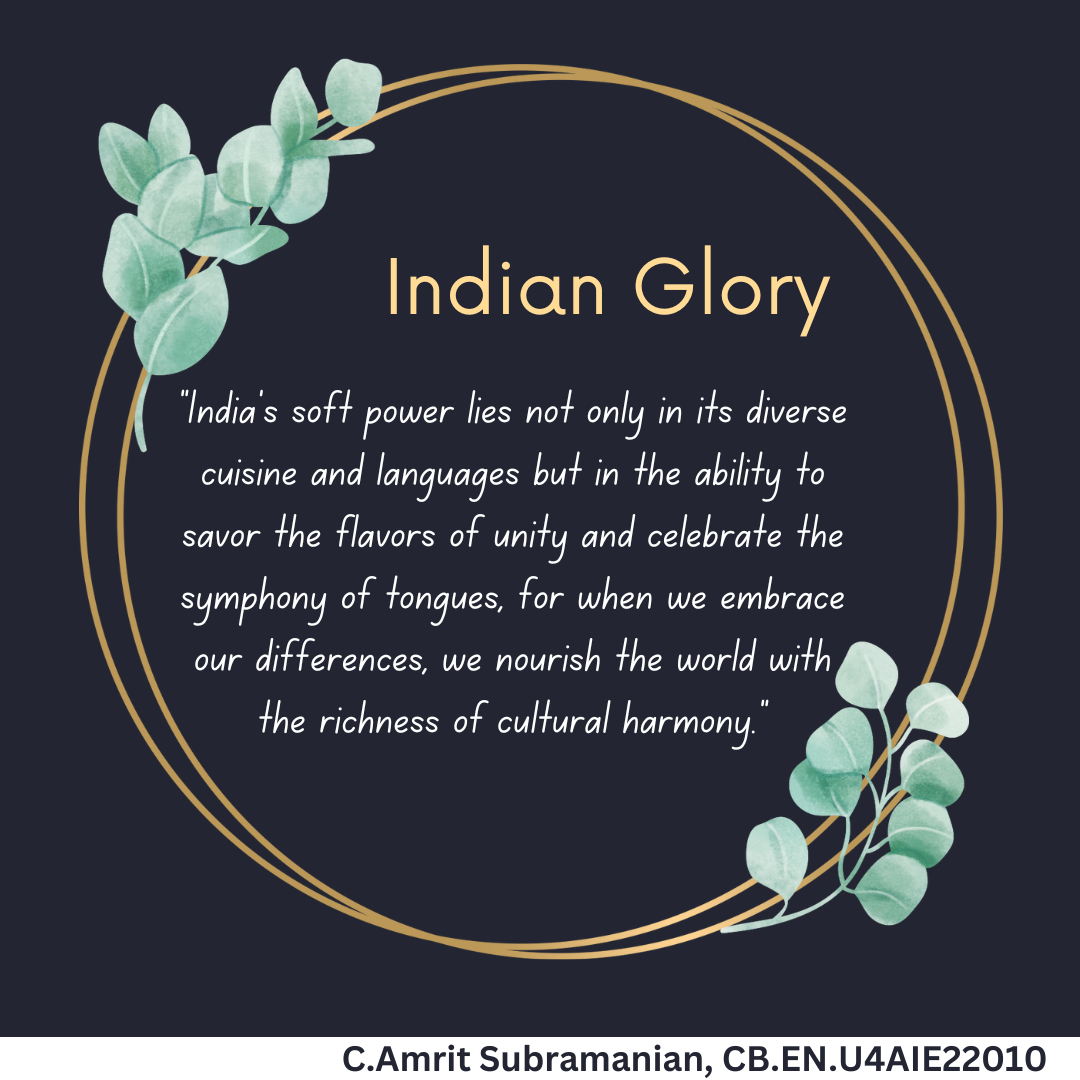 Indian Glory
"India's soft power lies not only in its diverse
cuisine and languages but in the ability to
savor the flavors of unity and celebrate the
symphony of tongues, for when we embrace
our differences, we nourish the world with
the richness of cultural harmony."
C.Amrit Subramanian, CB.EN.U4AIE22010